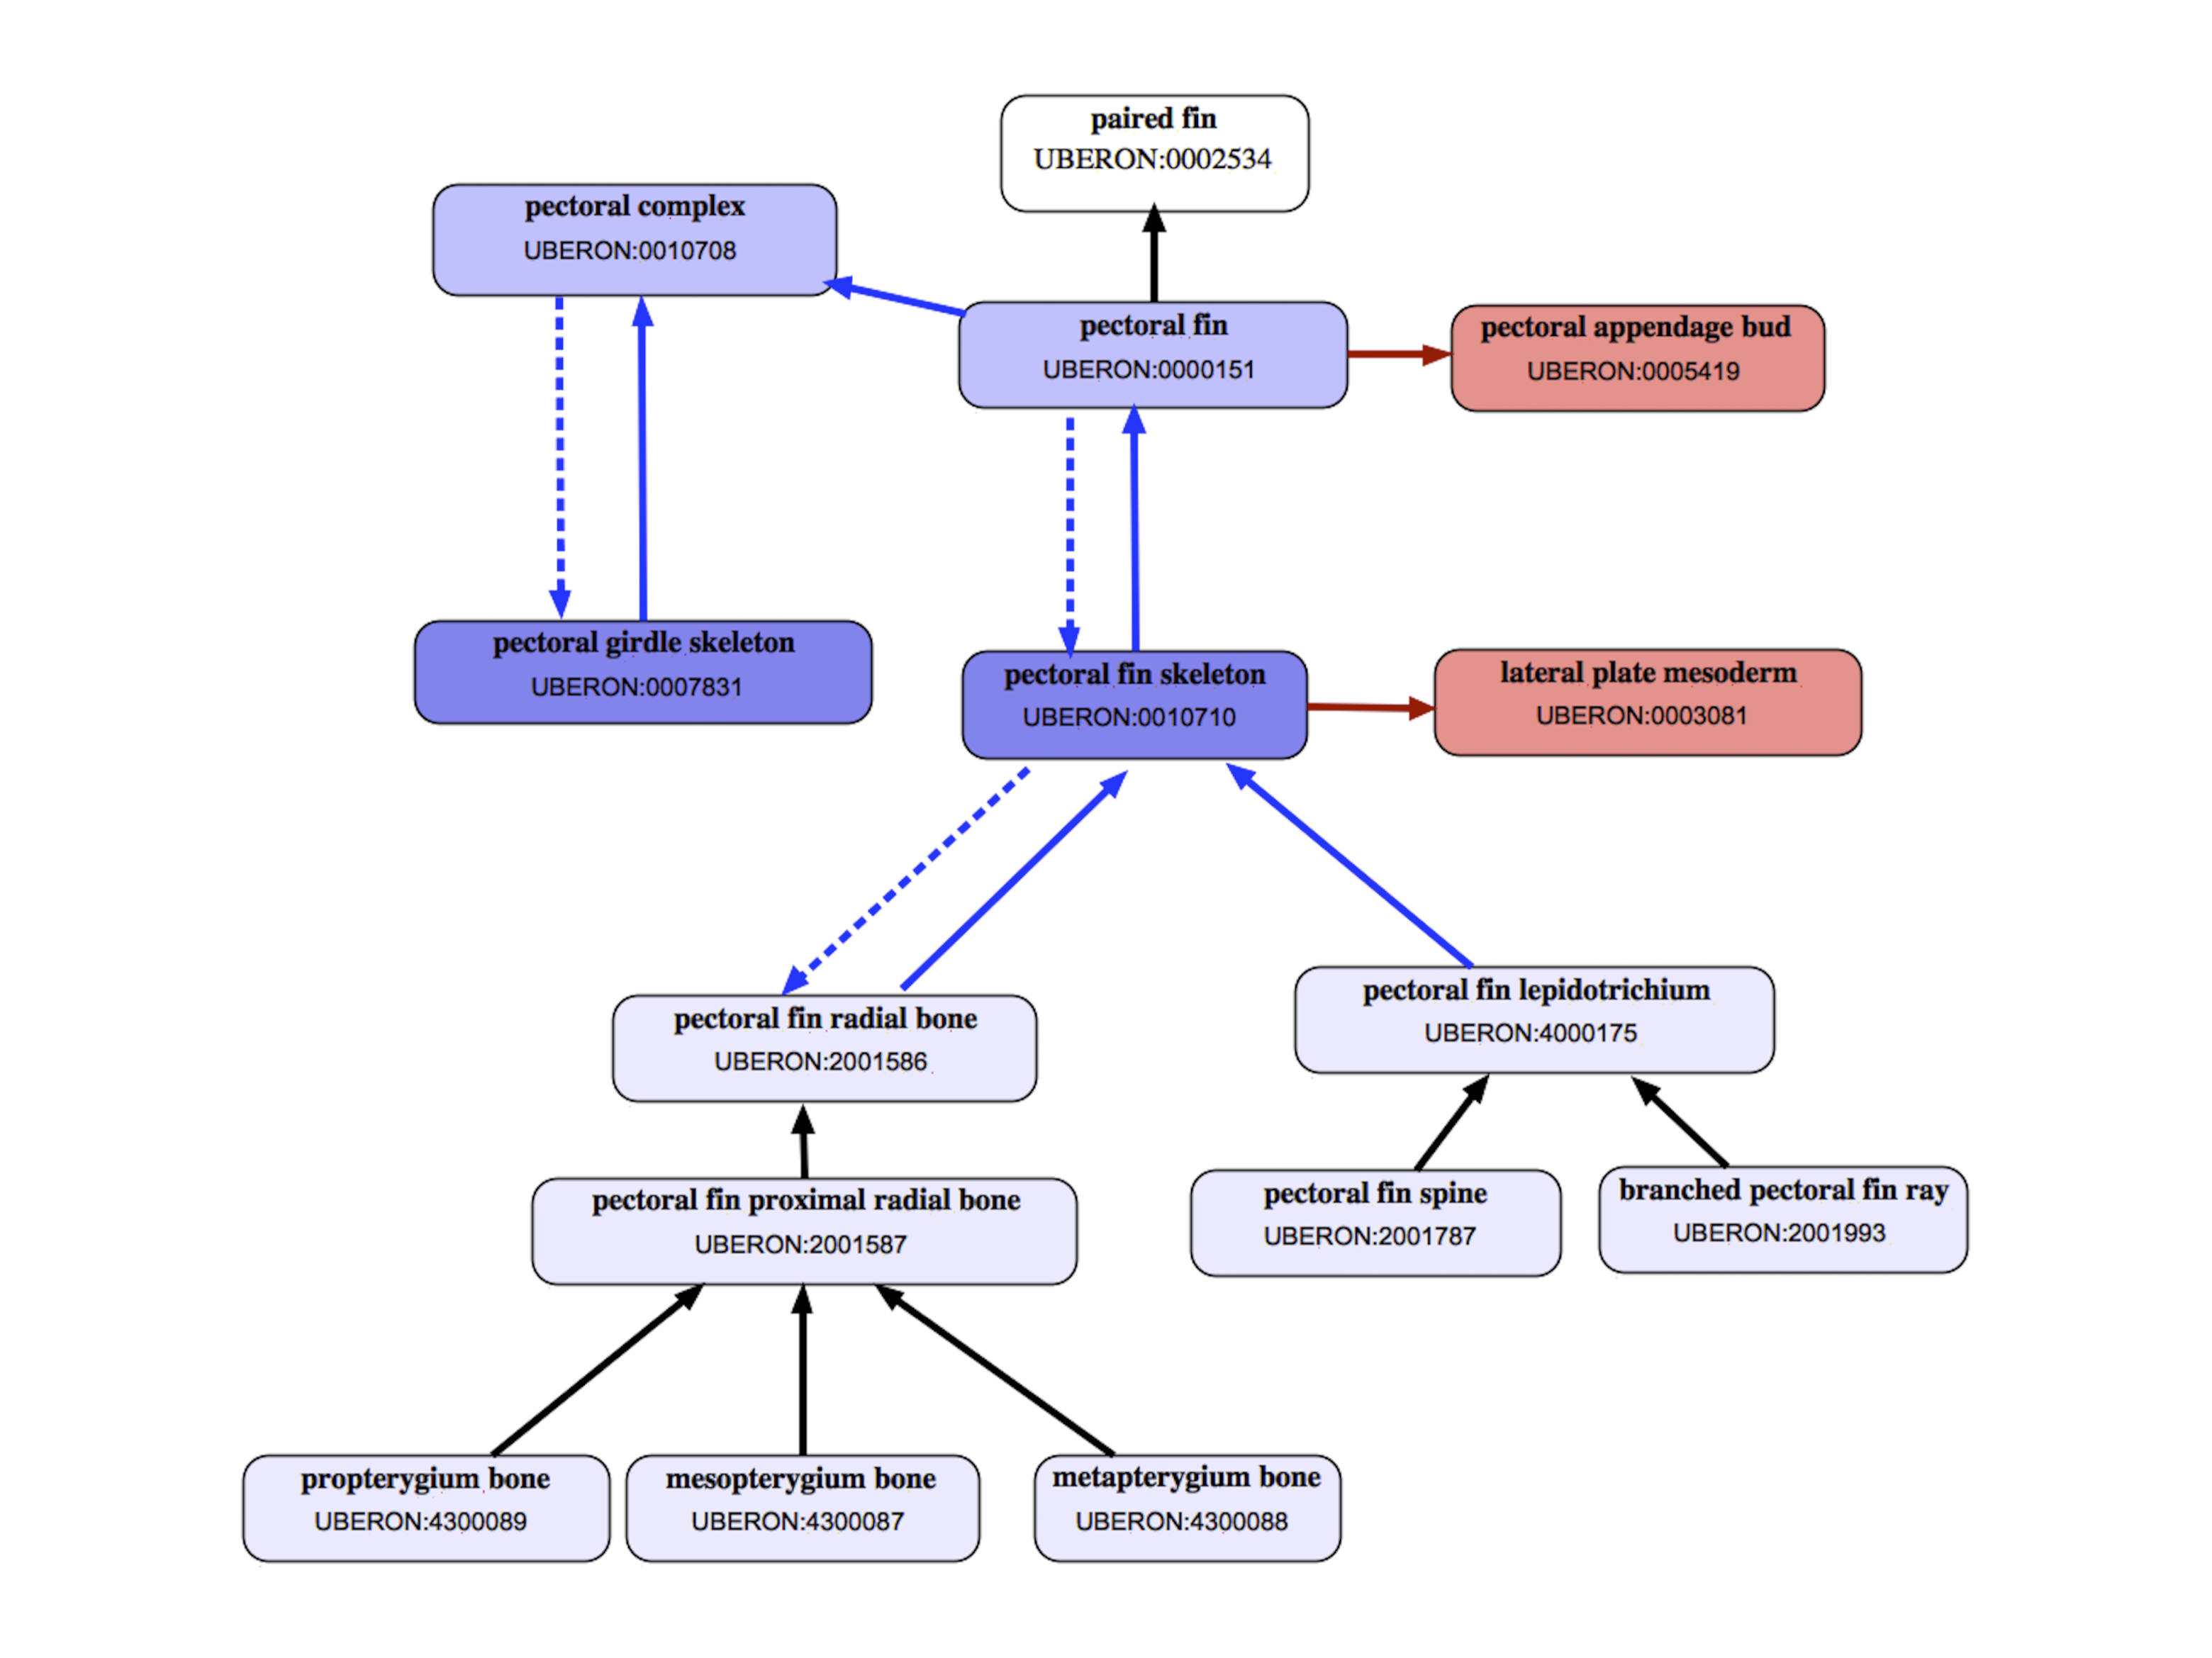 paired fin
UBERON:0002534
pectoral complex
UBERON:0010708
pectoral fin
UBERON:0000151
pectoral appendage bud
UBERON:0005419
pectoral girdle skeleton
UBERON:0007831
pectoral fin skeleton
UBERON:0010710
lateral plate mesoderm
UBERON:0003081
pectoral fin radial bone
UBERON:2001586
pectoral fin lepidotrichium
UBERON:4000175
pectoral fin proximal radial bone
UBERON:2001587
pectoral fin spine
UBERON:2001787
branched pectoral fin ray
UBERON:2001993
propterygium bone
UBERON:4300089
mesopterygium bone
UBERON:4300087
metapterygium bone
UBERON:4300088